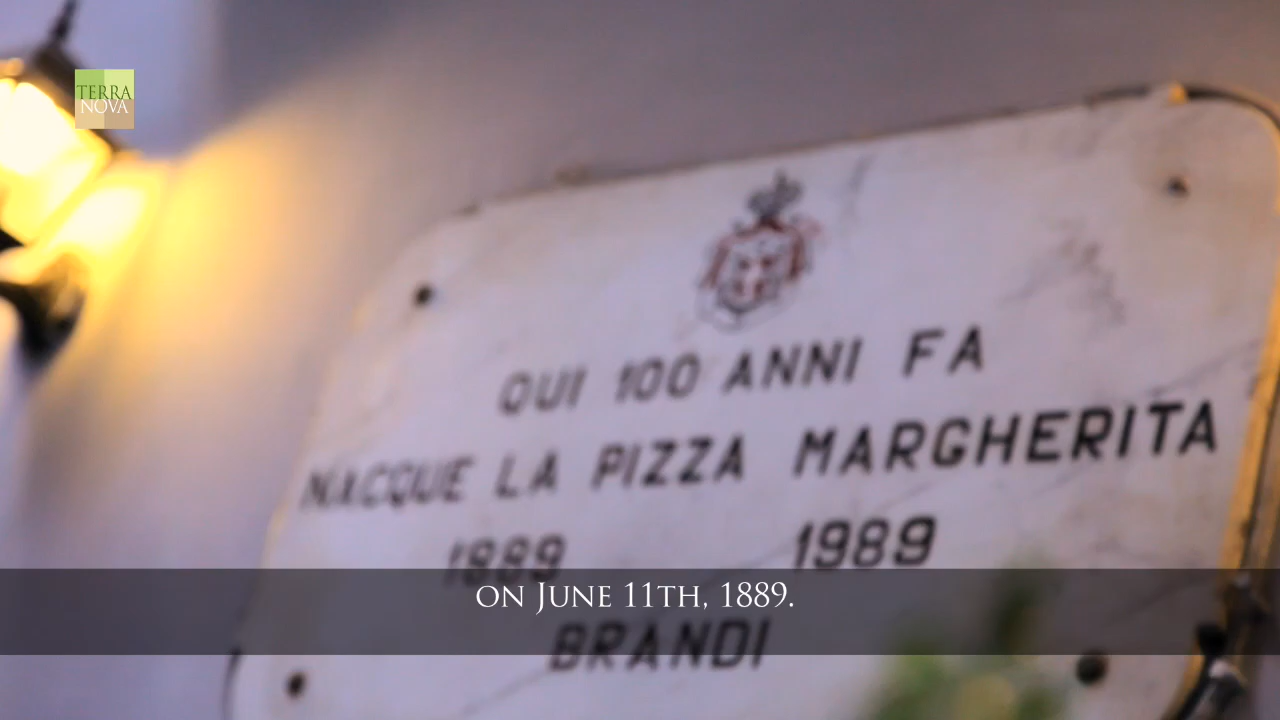 TERRA
NOVA
QUI 100 ANNI FA
NACQUE LA PIZZA MARGHERITA
1889 1989
ON JUNE 11TH, 1889.
BRANDI